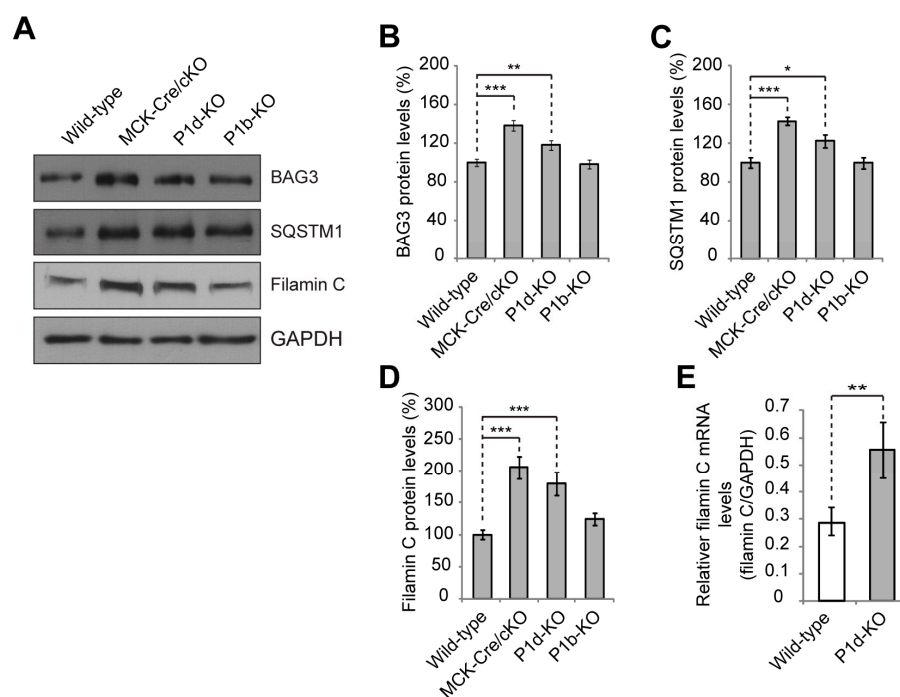 A
Wild-type
MCK-Cre/cKO
P1d-KO
P1b-KO
BAG3
SQSTM1
Filamin C
GAPDH
B
BAG3 protein levels (%)
200
160
120
80
40
0
**
***
Wild-type
MCK-Cre/cKO
P1d-KO
P1b-KO
C
SQSTM1 protein levels (%)
200
160
120
80
40
0
*
***
Wild-type
MCK-Cre/cKO
P1d-KO
P1b-KO
D
Filamin C protein levels (%)
300
250
200
150
100
50
0
***
***
Wild-type
MCK-Cre/cKO
P1d-KO
P1b-KO
E
Relativer filamin C mRNA
levels
(filamin C/GAPDH)
0.7
0.6
0.5
0.4
0.3
0.2
0.1
0
**
Wild-type
P1d-KO